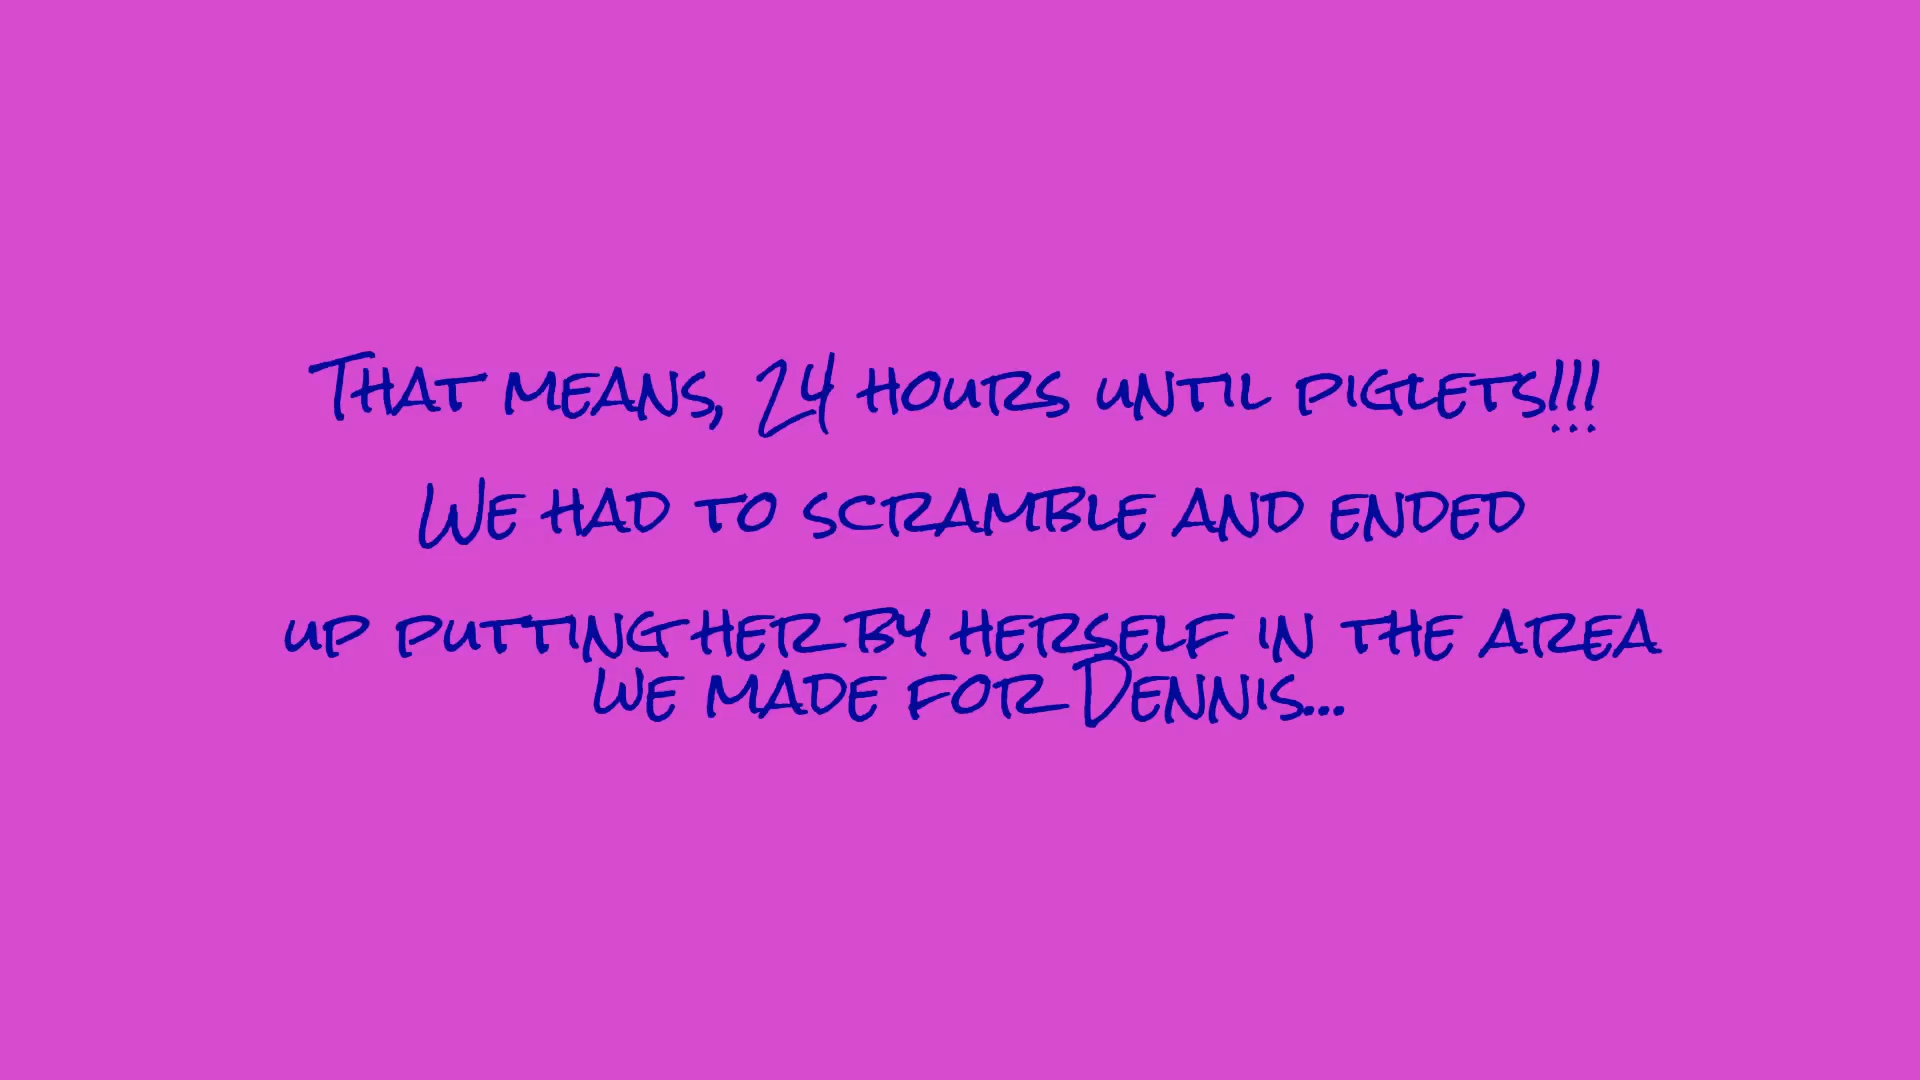 That means, 24 hours until piglets!!!
We had to scramble and ended
up putting her by herself in the area
we made for Dennis...